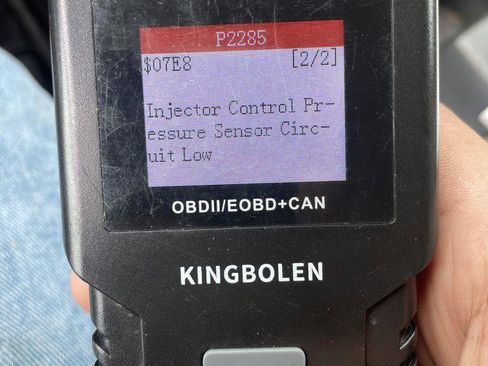 P2285
$07E8 [2/2]
Injector Control Pr-
essure Sensor Circ-
uit Low
OBDII/EOBD+CAN
KINGBOLEN